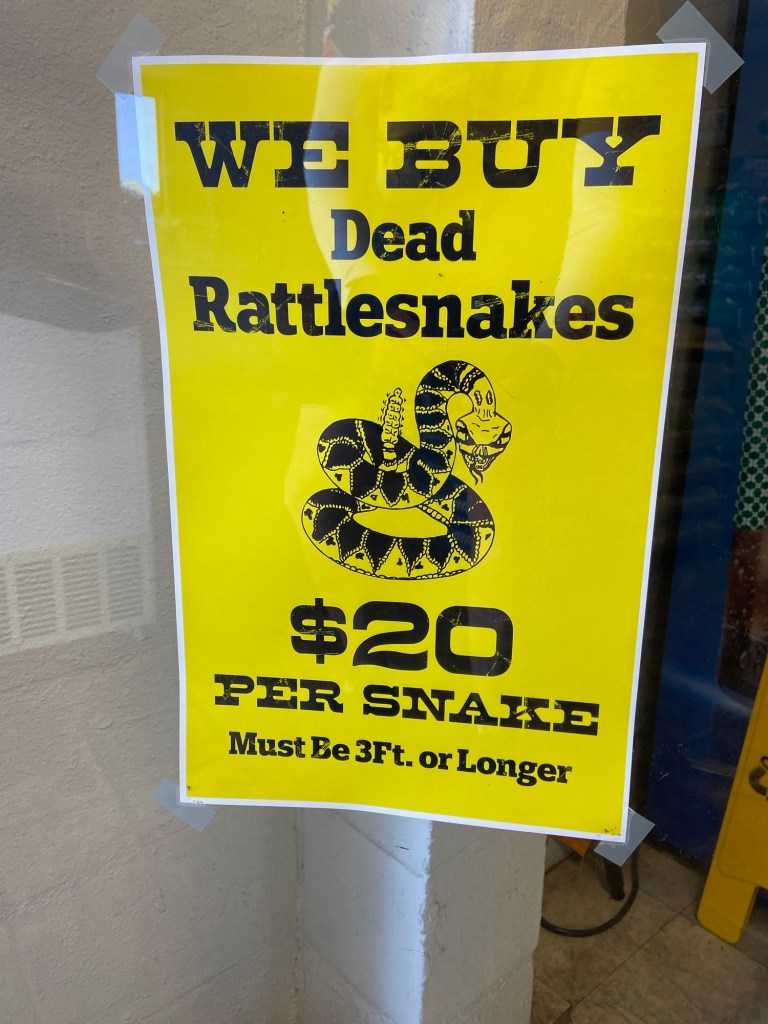 WE BUY
Dead
Rattlesnakes
$20
PER SNAKE
Must Be 3Ft. or Longer